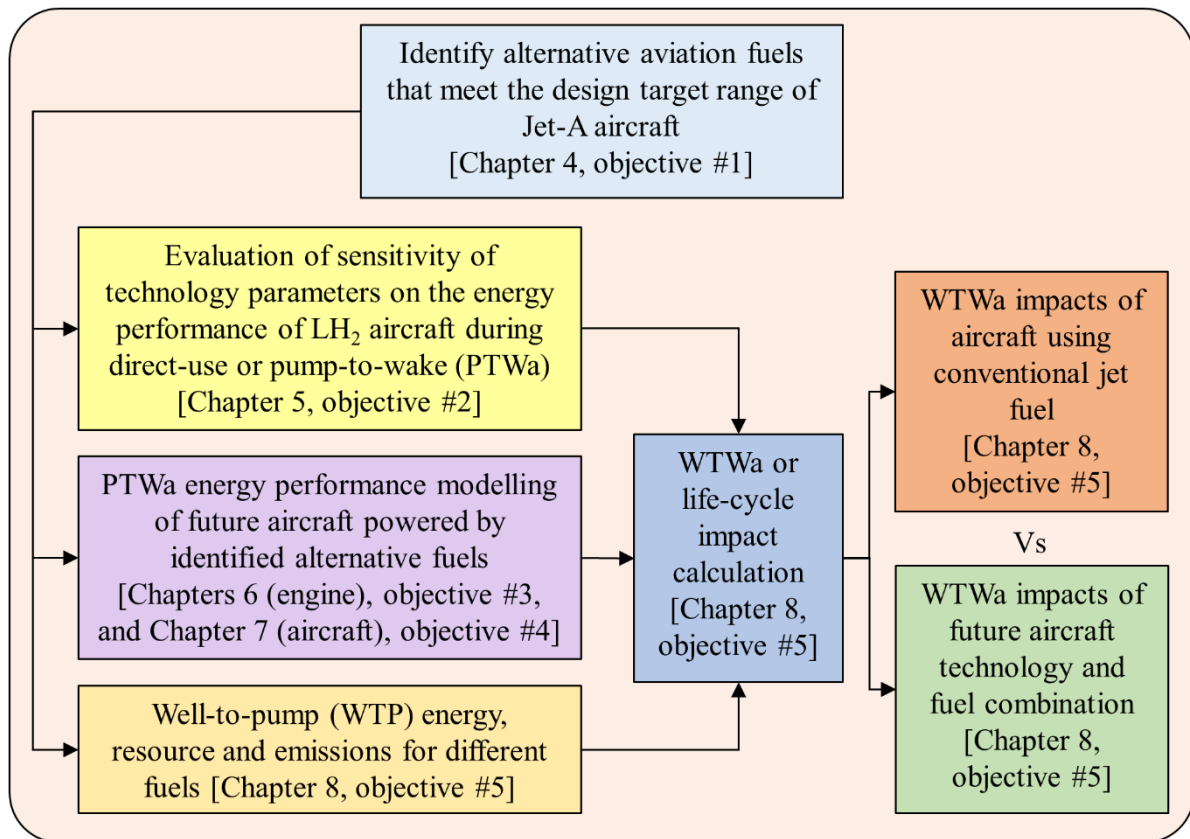 Identify alternative aviation fuels
that meet the design target range of
Jet-A aircraft
[Chapter 4, objective #1]
Evaluation of sensitivity of
technology parameters on the energy
performance of LH₂ aircraft during
direct-use or pump-to-wake (PTWa)
[Chapter 5, objective #2]
PTWa energy performance modelling
of future aircraft powered by
identified alternative fuels
[Chapters 6 (engine), objective #3,
and Chapter 7 (aircraft), objective #4]
Well-to-pump (WTP) energy,
resource and emissions for different
fuels [Chapter 8, objective #5]
WTWa or
life-cycle
impact
calculation
[Chapter 8,
objective #5]
WTWa impacts of
aircraft using
conventional jet
fuel
[Chapter 8,
objective #5]
Vs
WTWa impacts of
future aircraft
technology and
fuel combination
[Chapter 8,
objective #5]